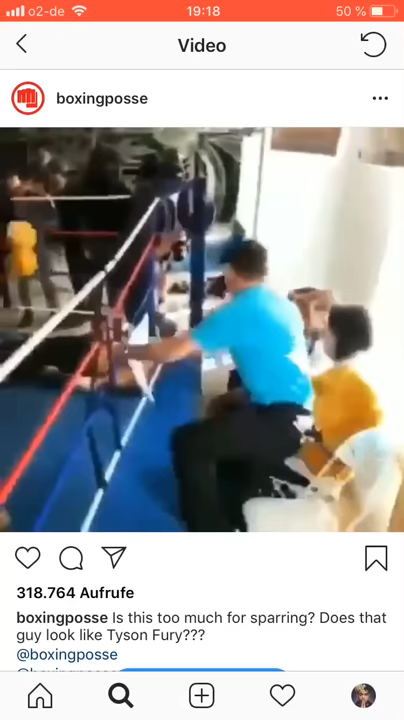 o2-de 19:18 50 %
Video
boxingposse
318.764 Aufrufe
boxingposse Is this too much for sparring? Does that
guy look like Tyson Fury???
@boxingposse
@boxingposse